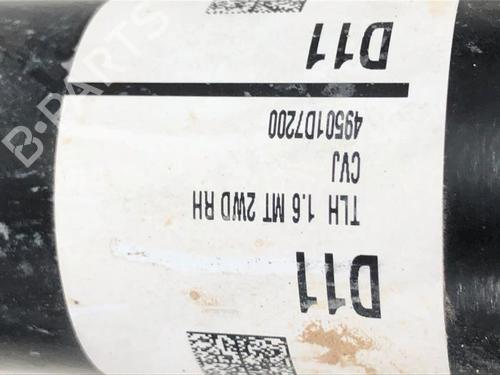 D11
TLH 1.6 MT 2WD RH
CVJ
49501D7200
D11
B-PARTS